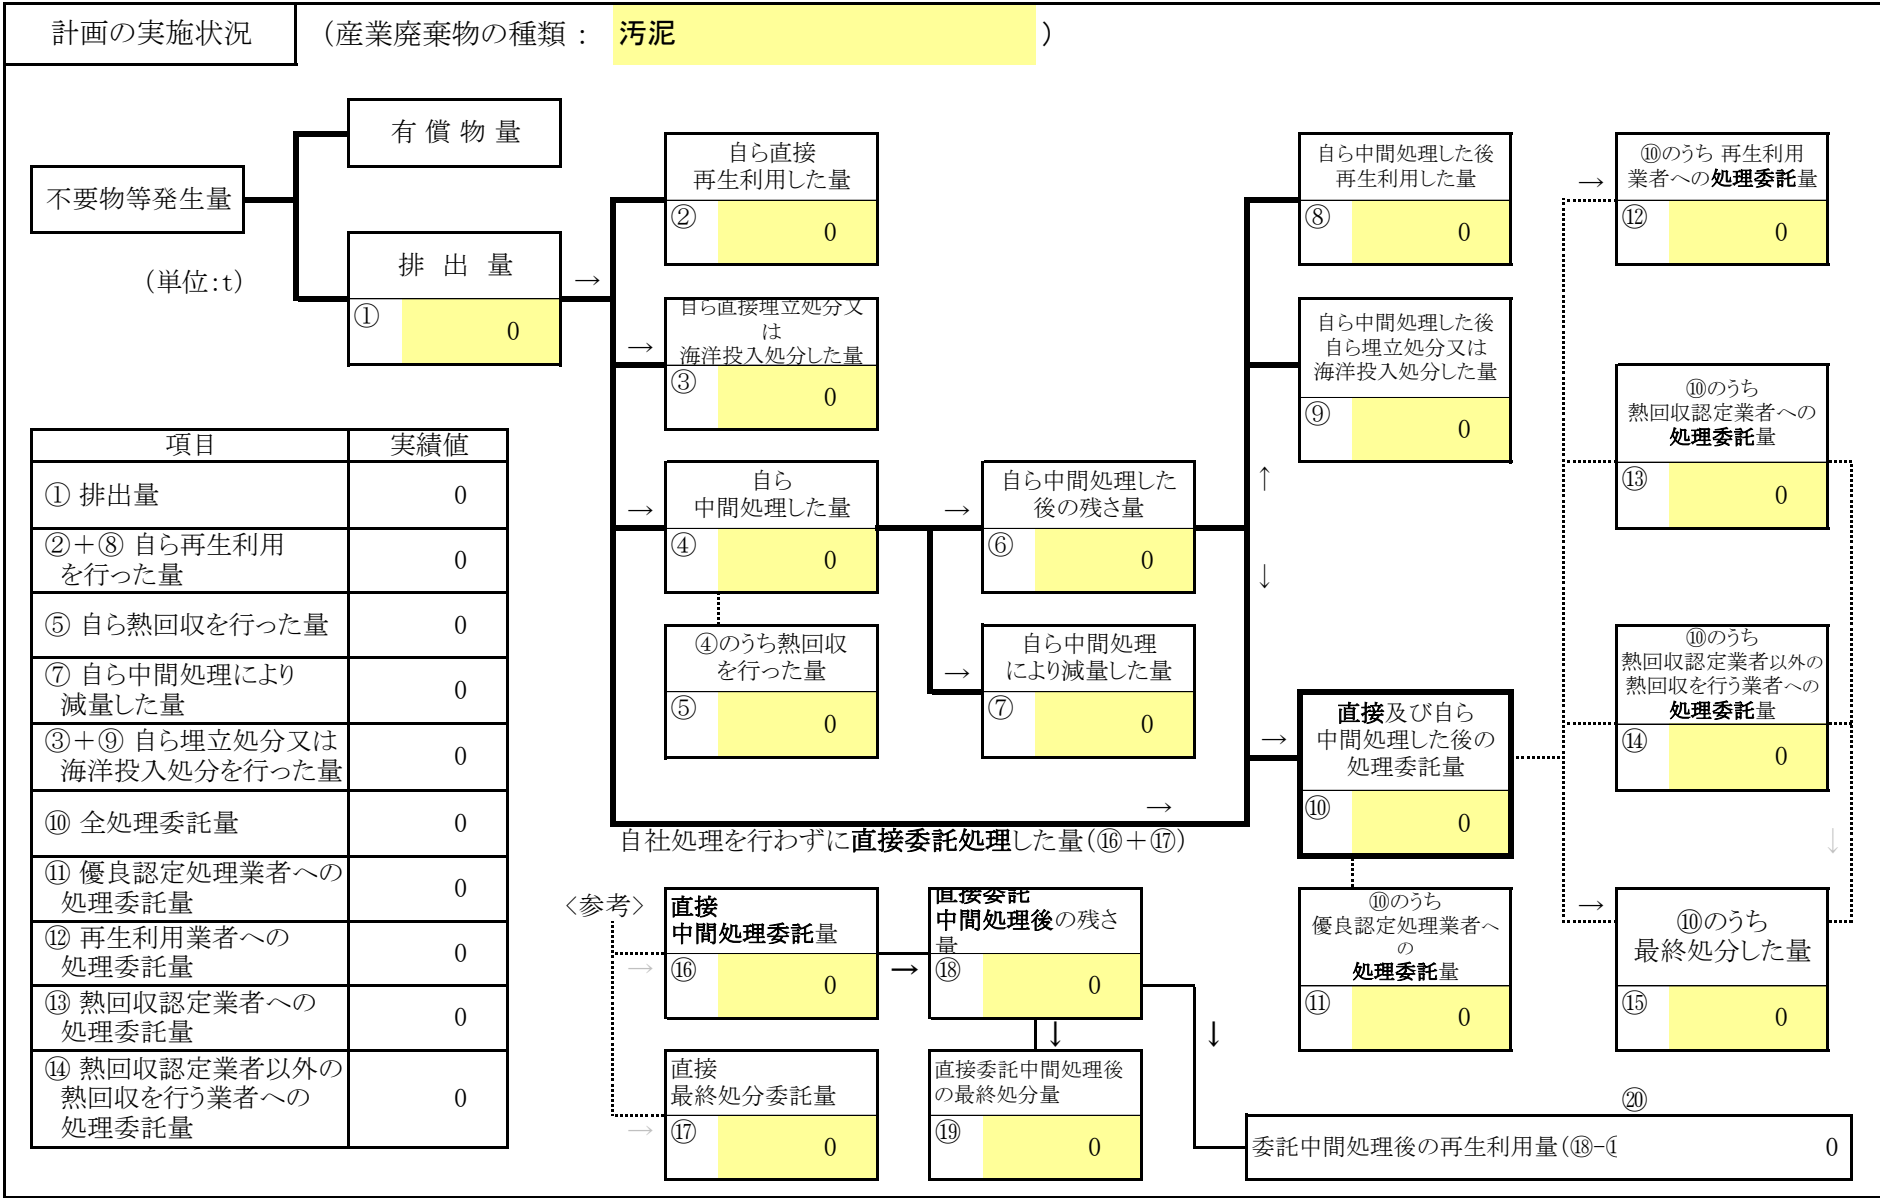 計画の実施状況
（産業廃棄物の種類： 汚泥 ）
有 償 物 量
不要物等発生量
（単位：t）
排 出 量
→
①
0
自ら直接
再生利用した量
②
0
自ら直接埋立処分又
は
海洋投入処分した量
→
③
0
自ら
中間処理した量
→
④
0
④のうち熱回収
を行った量
⑤
0
自ら中間処理した
後の残さ量
→
⑥
0
自ら中間処理
により減量した量
→
⑦
0
自ら中間処理した後
再生利用した量
⑧
0
自ら中間処理した後
自ら埋立処分又は
海洋投入処分した量
⑨
0
↑
↓
直接及び自ら
中間処理した後の
処理委託量
→
⑩
0
⑩のうち
優良認定処理業者へ
の
処理委託量
⑪
0
⑩のうち 再生利用
業者への処理委託量
→
⑫
0
⑩のうち
熱回収認定業者への
処理委託量
⑬
0
⑩のうち
熱回収認定業者以外の
熱回収を行う業者への
処理委託量
⑭
0
↓
⑩のうち
最終処分した量
→
⑮
0
→
自社処理を行わずに直接委託処理した量（⑯＋⑰）
＜参考＞
直接
中間処理委託量
→
⑯
0
直接
最終処分委託量
→
⑰
0
直接委託
中間処理後の残さ
量
→
⑱
0
↓
↓
直接委託中間処理後
の最終処分量
⑲
0
⑳
委託中間処理後の再生利用量（⑱-
0
項目 実績値
① 排出量 0
②＋⑧ 自ら再生利用
を行った量 0
⑤ 自ら熱回収を行った量 0
⑦ 自ら中間処理により
減量した量 0
③＋⑨ 自ら埋立処分又は
海洋投入処分を行った量 0
⑩ 全処理委託量 0
⑪ 優良認定処理業者への
処理委託量 0
⑫ 再生利用業者への
処理委託量 0
⑬ 熱回収認定業者への
処理委託量 0
⑭ 熱回収認定業者以外の
熱回収を行う業者への
処理委託量 0